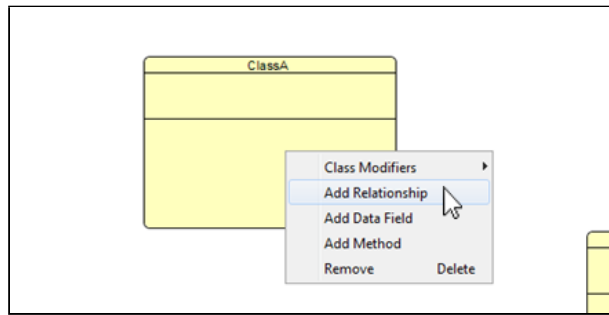 ClassA
Class Modifiers
Add Relationship
Add Data Field
Add Method
Remove Delete